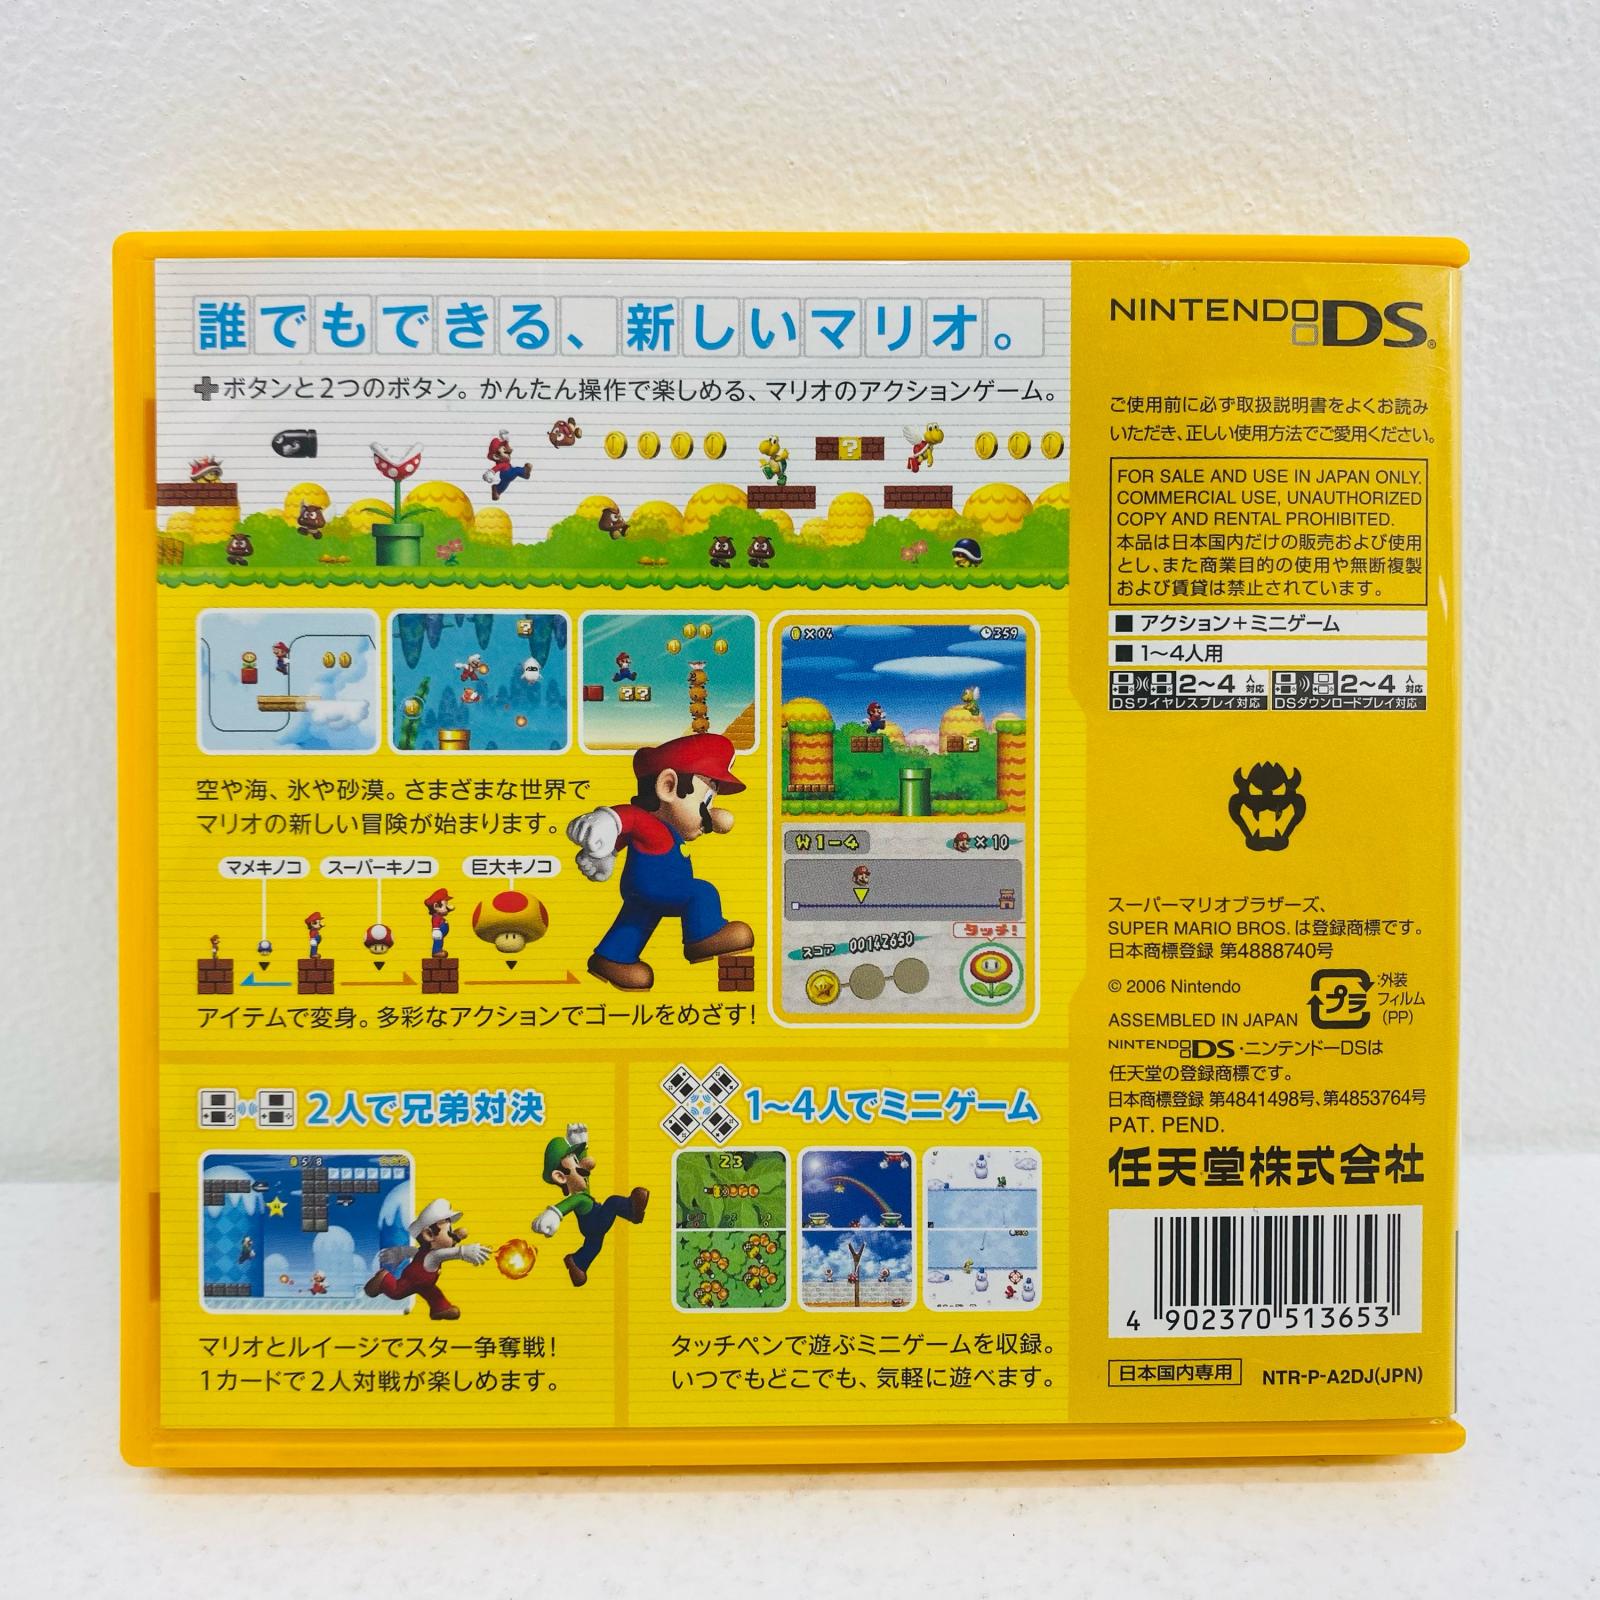 誰でもできる、新しいマリオ。
✚ボタンと2つのボタン。かんたん操作で楽しめる、マリオのアクションゲーム。
×04
359
空や海、氷や砂漠。さまざまな世界で
マリオの新しい冒険が始まります。
マメキノコ
スーパーキノコ
巨大キノコ
アイテムで変身。多彩なアクションでゴールをめざす!
W1-4
×10
スコア 00142650
タッチ!
2人で兄弟対決
マリオとルイージでスター争奪戦!
1カードで2人対戦が楽しめます。
1〜4人でミニゲーム
23
タッチペンで遊ぶミニゲームを収録。
いつでもどこでも、気軽に遊べます。
NINTENDO DS®
ご使用前に必ず取扱説明書をよくお読み
いただき、正しい使用方法でご愛用ください。
FOR SALE AND USE IN JAPAN ONLY.
COMMERCIAL USE, UNAUTHORIZED
COPY AND RENTAL PROHIBITED.
本品は日本国内だけの販売および使用
とし、また商業目的の使用や無断複製
および賃貸は禁止されています。
■ アクション+ミニゲーム
■ 1〜4人用
2〜4人対応
DSワイヤレスプレイ対応
2〜4人対応
DSダウンロードプレイ対応
スーパーマリオブラザーズ、
SUPER MARIO BROS. は登録商標です。
日本商標登録 第4888740号
© 2006 Nintendo
ASSEMBLED IN JAPAN
プラ
:外装
フィルム
(PP)
NINTENDO DS・ニンテンドーDSは
任天堂の登録商標です。
日本商標登録 第4841498号、第4853764号
PAT. PEND.
任天堂株式会社
4 902370 513653
日本国内専用
NTR-P-A2DJ(JPN)